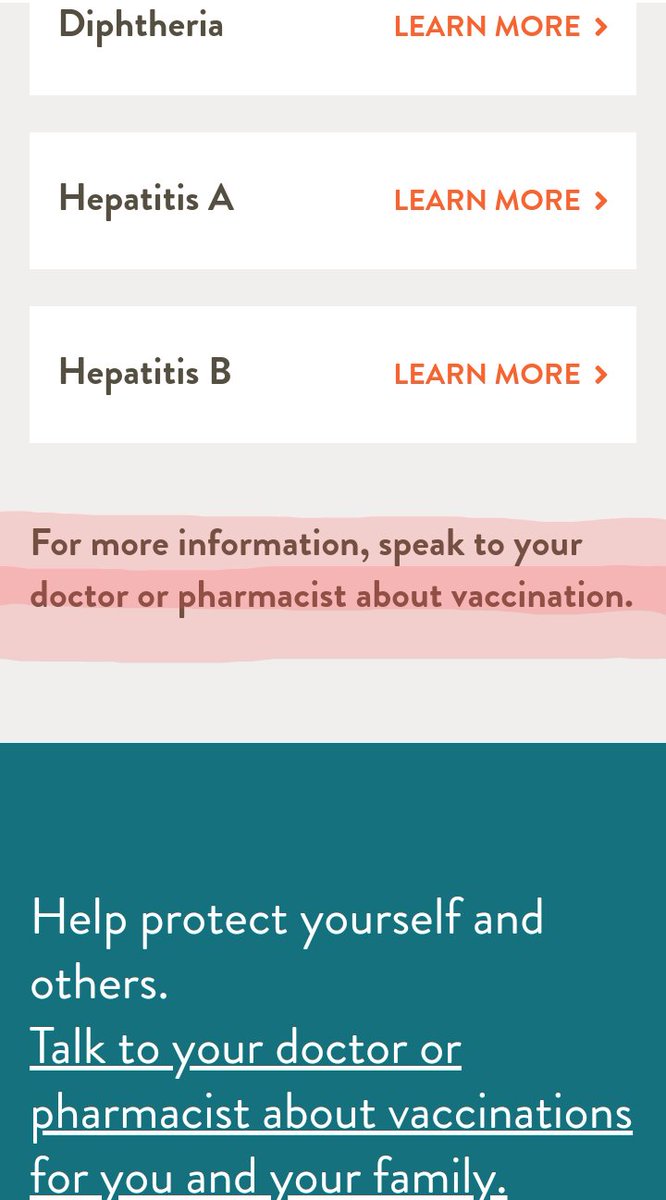 Diphtheria LEARN MORE >
Hepatitis A LEARN MORE >
Hepatitis B LEARN MORE >
For more information, speak to your
doctor or pharmacist about vaccination.
Help protect yourself and
others.
Talk to your doctor or
pharmacist about vaccinations
for you and your family.